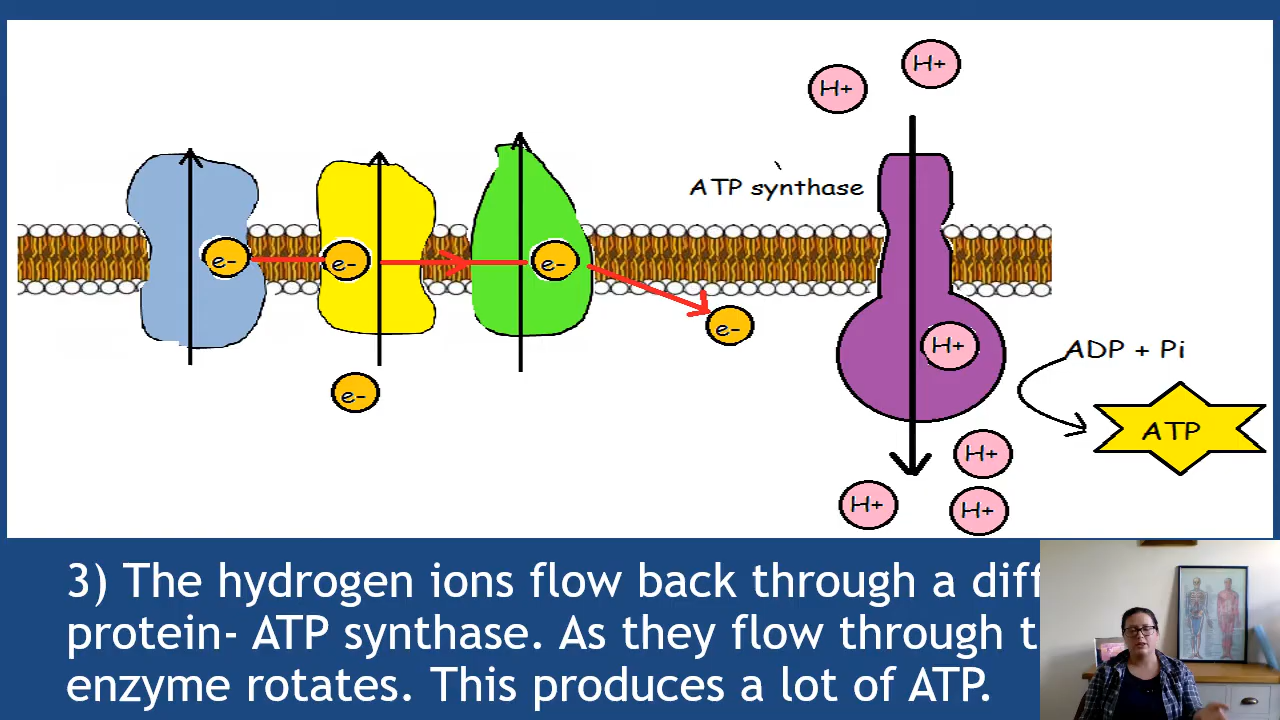 H+
H+
ATP synthase
e-
e-
e-
e-
H+
ADP + Pi
e-
ATP
H+
H+
H+
3) The hydrogen ions flow back through a
protein- ATP synthase. As they flow through
enzyme rotates. This produces a lot of ATP.